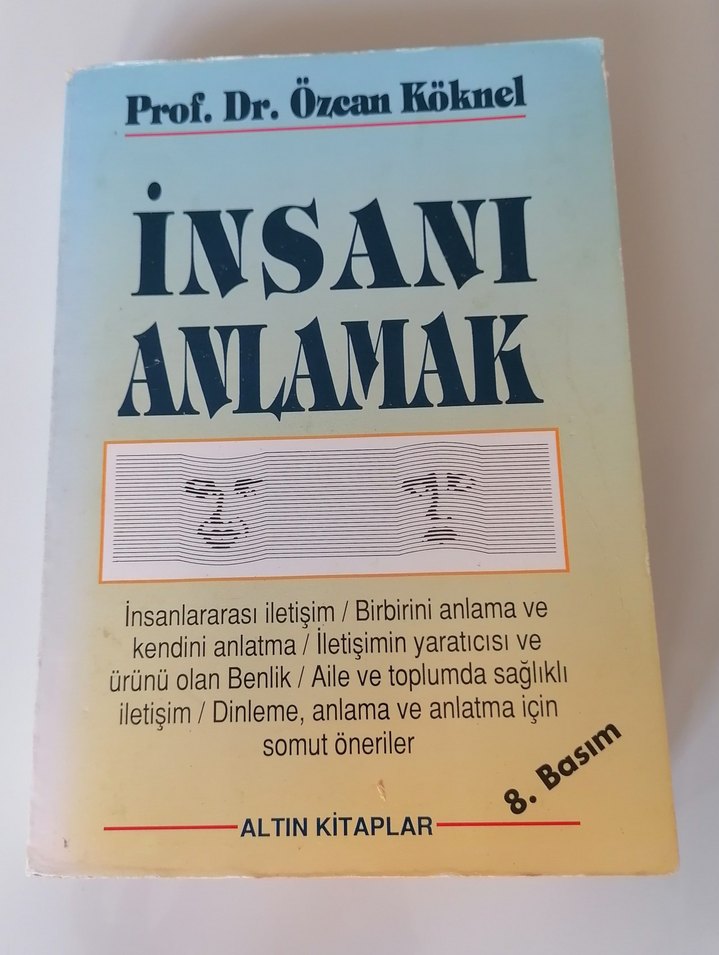 Prof. Dr. Özcan Köknel
İNSANI
ANLAMAK
İnsanlararası iletişim / Birbirini anlama ve
kendini anlatma / İletişimin yaratıcısı ve
ürünü olan Benlik / Aile ve toplumda sağlıklı
iletişim / Dinleme, anlama ve anlatma için
somut öneriler
8. Basım
ALTIN KİTAPLAR